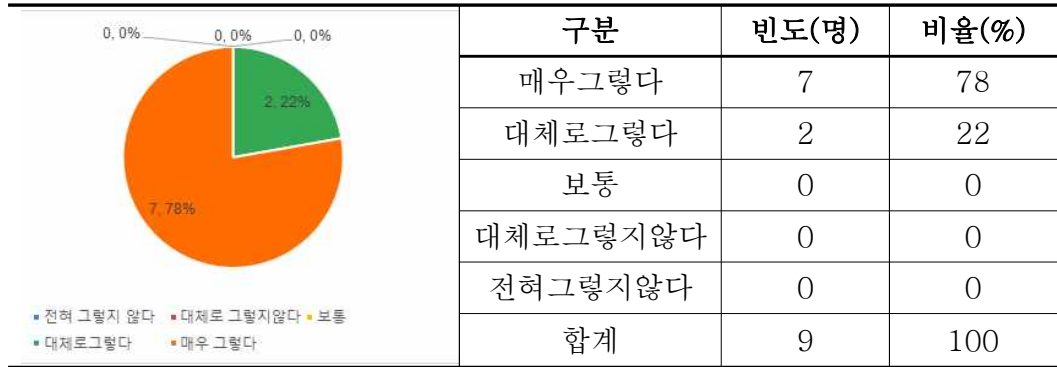 0, 0% 0, 0% 0, 0%
2, 22%
7, 78%
▪ 전혀 그렇지 않다 ▪ 대체로 그렇지않다 ▪ 보통
▪ 대체로그렇다 ▪ 매우 그렇다
구분 빈도(명) 비율(%)
매우그렇다 7 78
대체로그렇다 2 22
보통 0 0
대체로그렇지않다 0 0
전혀그렇지않다 0 0
합계 9 100